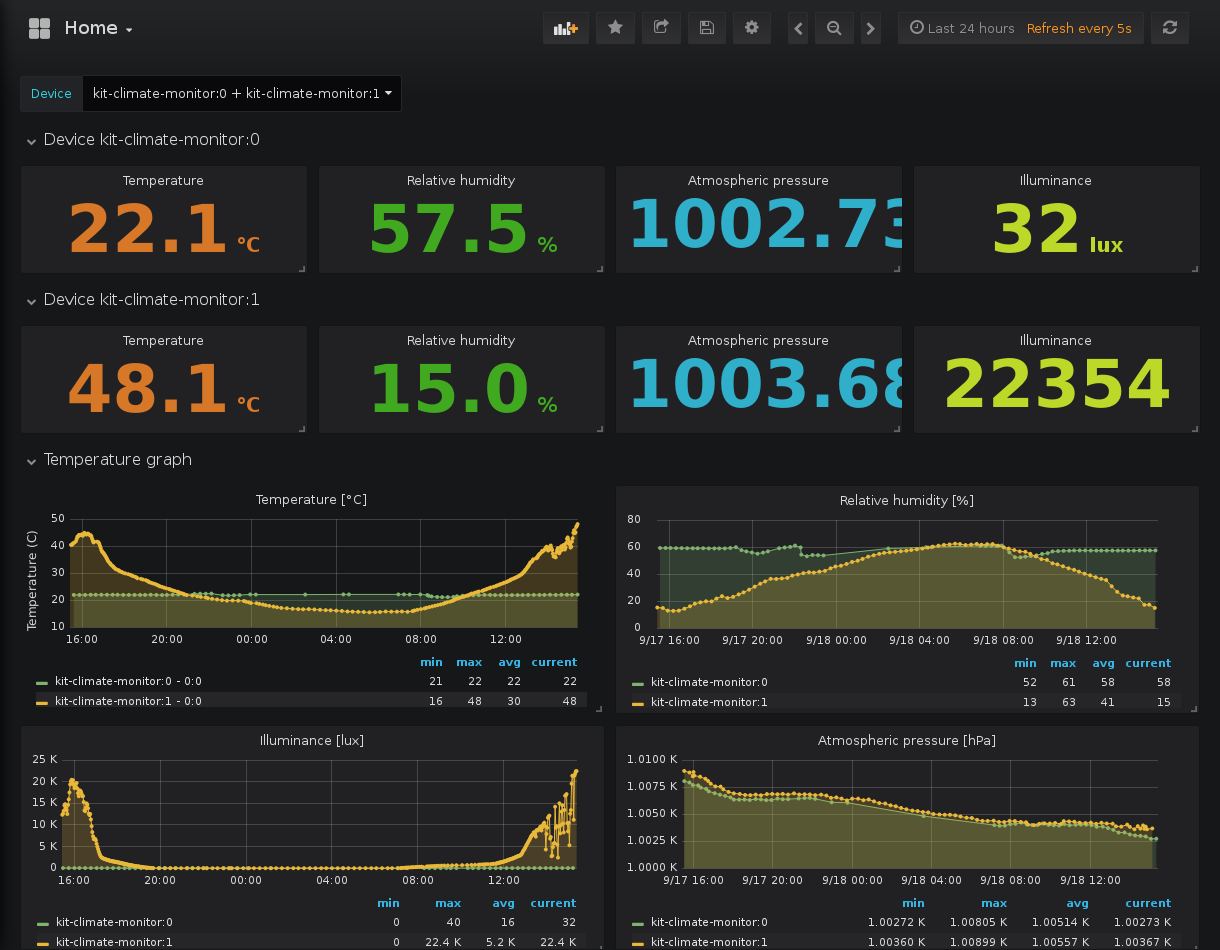 Home
Last 24 hours Refresh every 5s
Device kit-climate-monitor:0 + kit-climate-monitor:1
Device kit-climate-monitor:0
Temperature Relative humidity Atmospheric pressure Illuminance
22.1 °C 57.5 % 1002.73 32 lux
Device kit-climate-monitor:1
Temperature Relative humidity Atmospheric pressure Illuminance
48.1 °C 15.0 % 1003.68 22354
Temperature graph
Temperature [°C]
Temperature (C)
50
40
30
20
10
16:00 20:00 00:00 04:00 08:00 12:00
min max avg current
kit-climate-monitor:0 - 0:0 21 22 22 22
kit-climate-monitor:1 - 0:0 16 48 30 48
Relative humidity [%]
80
60
40
20
0
9/17 16:00 9/17 20:00 9/18 00:00 9/18 04:00 9/18 08:00 9/18 12:00
min max avg current
kit-climate-monitor:0 52 61 58 58
kit-climate-monitor:1 13 63 41 15
Illuminance [lux]
25 K
20 K
15 K
10 K
5 K
0
16:00 20:00 00:00 04:00 08:00 12:00
min max avg current
kit-climate-monitor:0 0 40 16 32
kit-climate-monitor:1 0 22.4 K 5.2 K 22.4 K
Atmospheric pressure [hPa]
1.0100 K
1.0075 K
1.0050 K
1.0025 K
1.0000 K
9/17 16:00 9/17 20:00 9/18 00:00 9/18 04:00 9/18 08:00 9/18 12:00
min max avg current
kit-climate-monitor:0 1.00272 K 1.00805 K 1.00514 K 1.00273 K
kit-climate-monitor:1 1.00360 K 1.00899 K 1.00557 K 1.00367 K